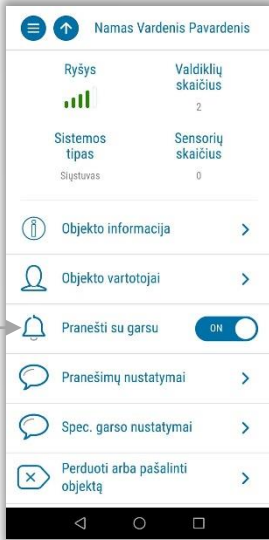 Namas Vardenis Pavardenis
Ryšys
Valdiklių
skaičius
2
Sistemos
tipas
Siųstuvas
Sensorių
skaičius
0
Objekto informacija
Objekto vartotojai
Pranešti su garsu
ON
Pranešimų nustatymai
Spec. garso nustatymai
Perduoti arba pašalinti
objektą